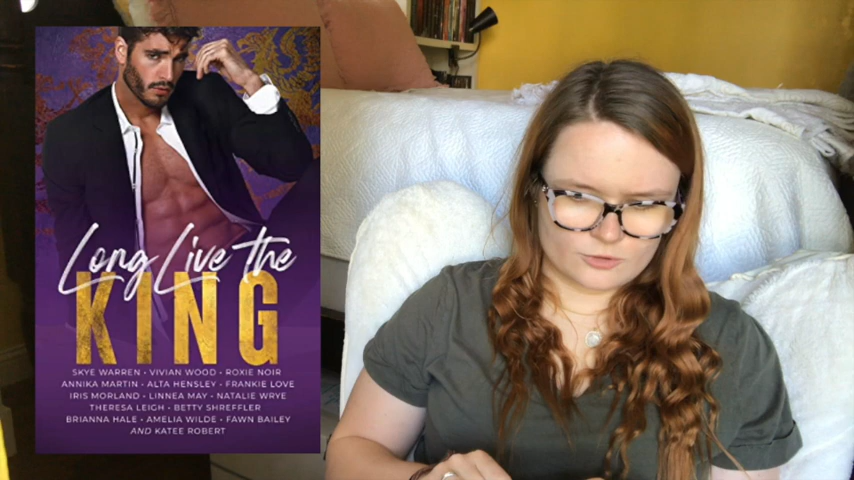 Long Live the
KING
SKYE WARREN • VIVIAN WOOD • ROXIE NOIR
ANNIKA MARTIN • ALTA HENSLEY • FRANKIE LOVE
IRIS MORLAND • LINNEA MAY • NATALIE WRYE
THERESA LEIGH • BETTY SHREFFLER
BRIANNA HALE • AMELIA WILDE • FAWN BAILEY
AND KATEE ROBERT